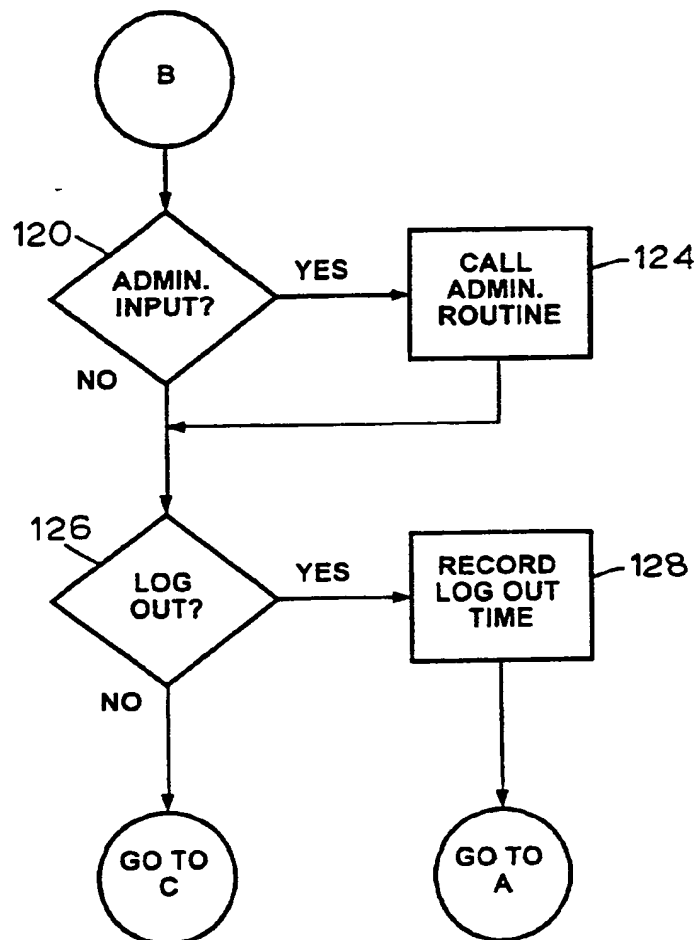 B
120
ADMIN.
INPUT?
YES
CALL
ADMIN.
ROUTINE
124
NO
126
LOG
OUT?
YES
RECORD
LOG OUT
TIME
128
NO
GO TO
C
GO TO
A